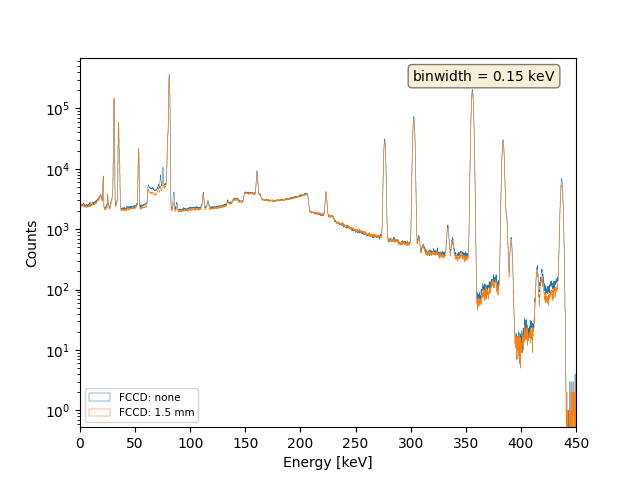 binwidth = 0.15 keV
10⁵
10⁴
10³
10²
10¹
10⁰
Counts
FCCD: none
FCCD: 1.5 mm
0 50 100 150 200 250 300 350 400 450
Energy [keV]